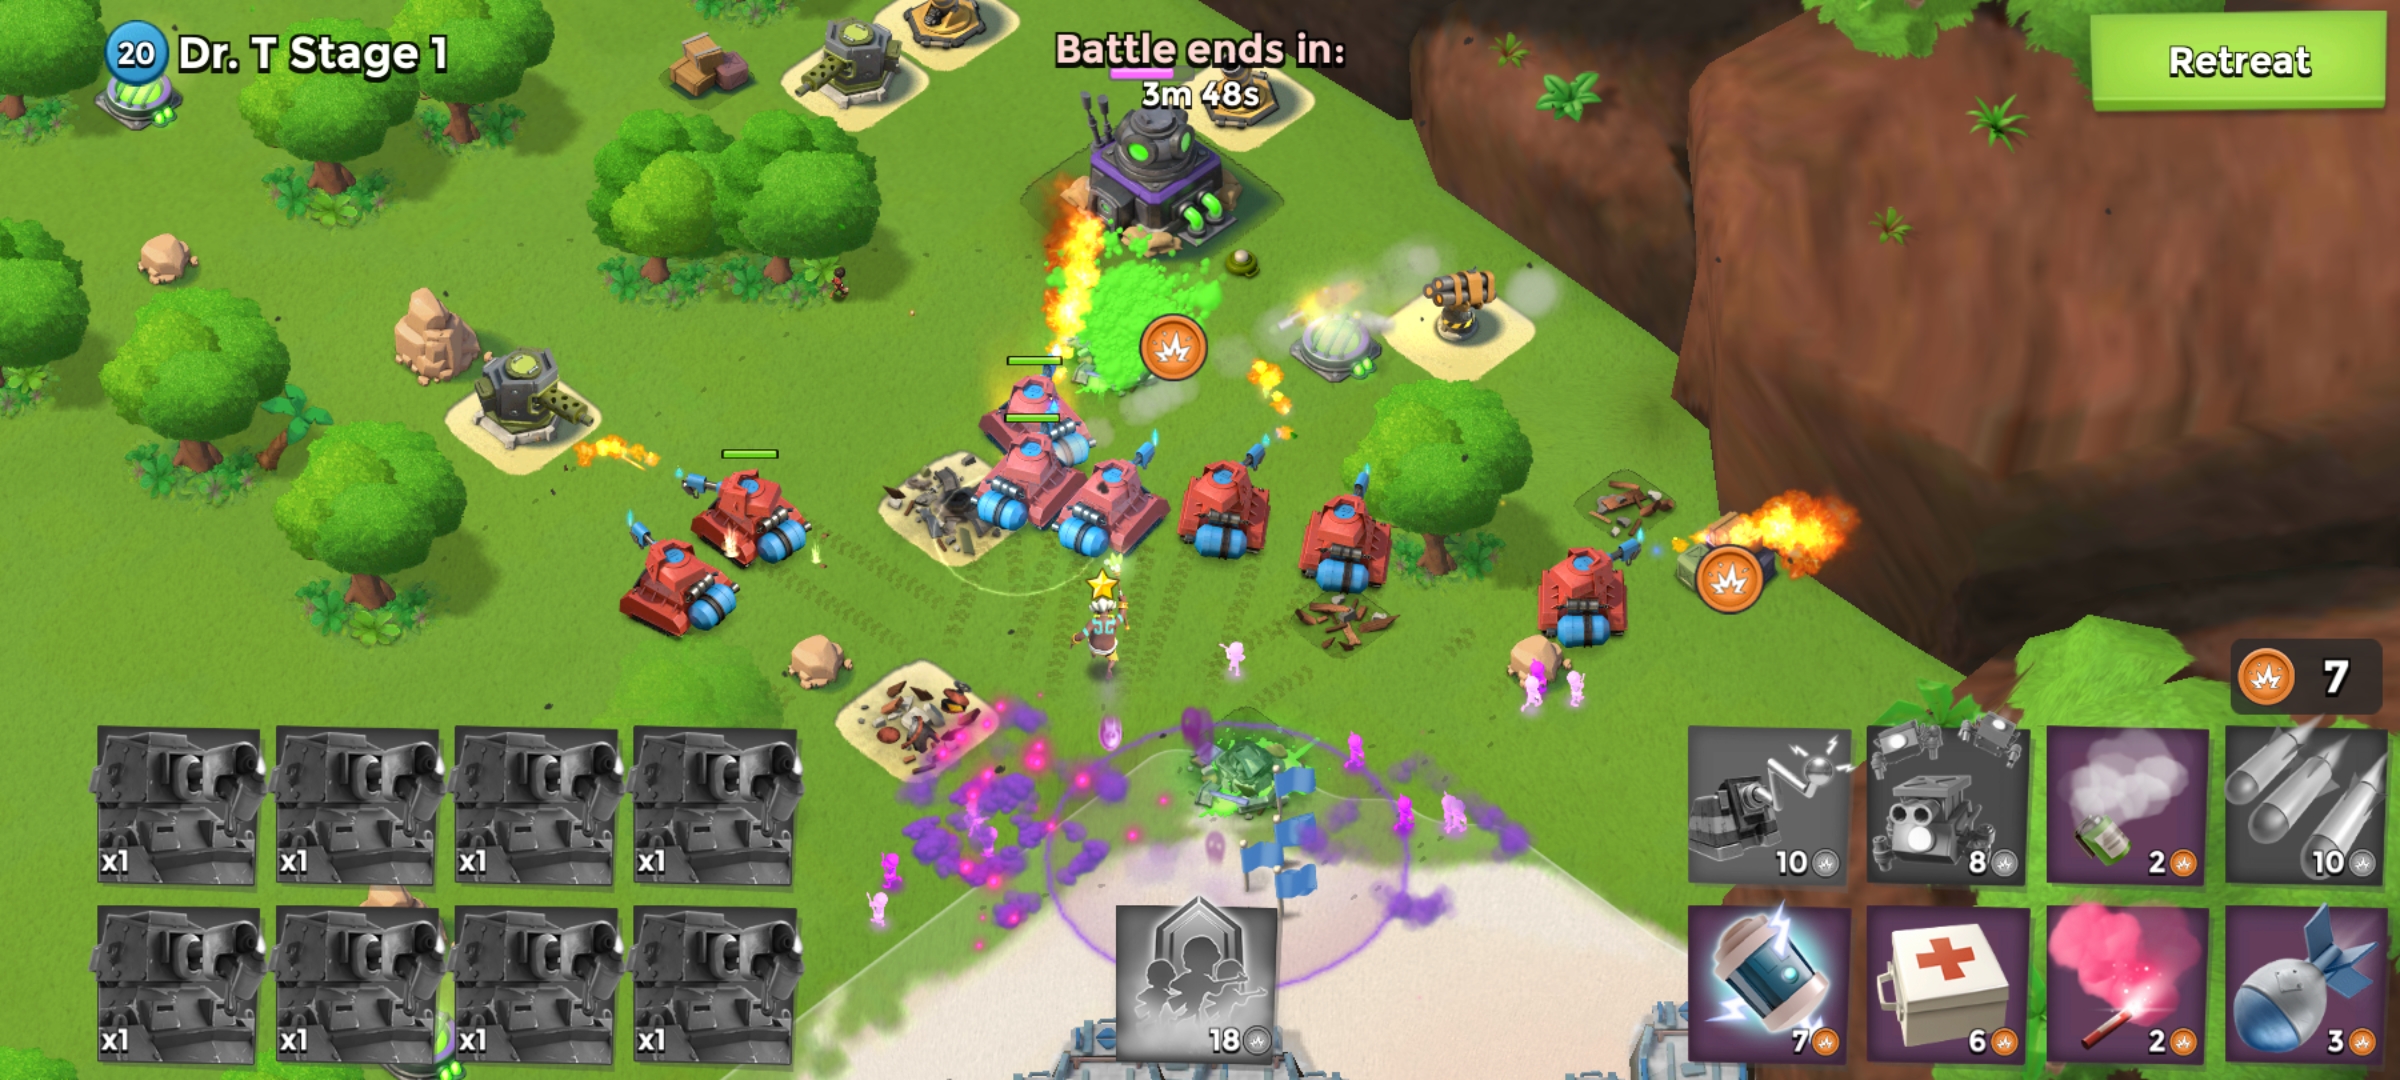 20 Dr. T Stage 1
Battle ends in:
3m 48s
Retreat
7
x1 x1 x1 x1
10 8 2 10
x1 x1 x1 x1
18
7 6 2 3